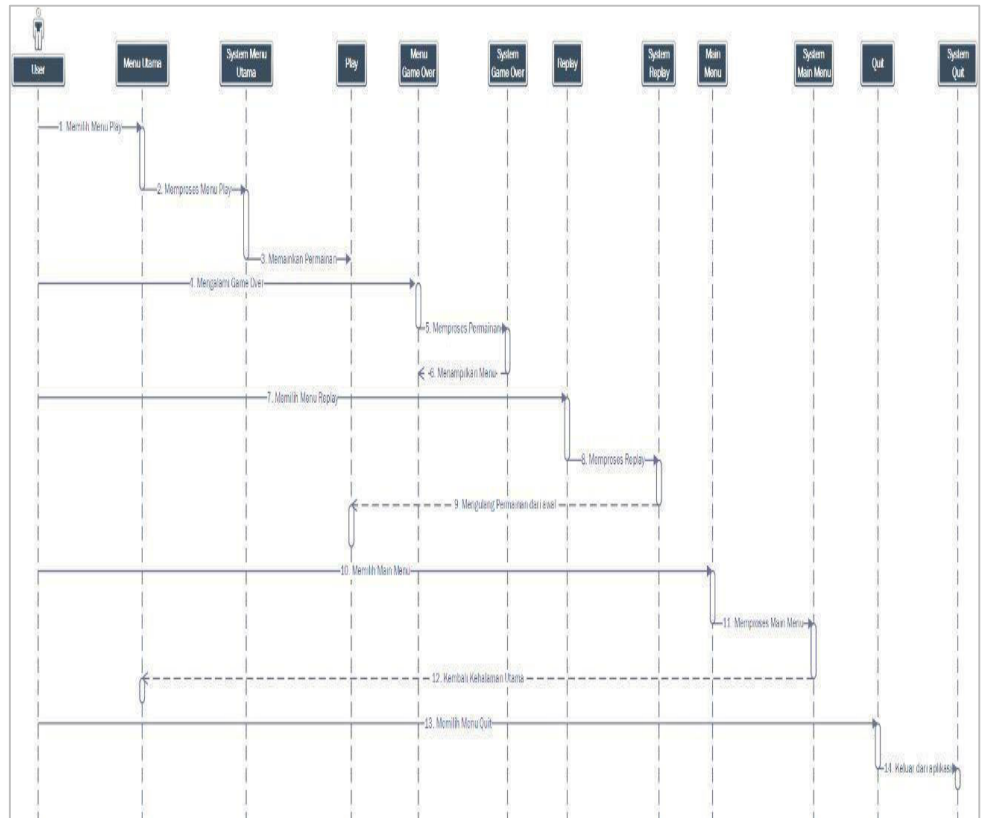 User
Menu Utama
System Menu
Utama
Play
Menu
Game Over
System
Game Over
Replay
System
Replay
Main
Menu
System
Main Menu
Quit
System
Quit
1. Memilih Menu Play
2. Memproses Menu Play
3. Memainkan Permainan
4. Mengalami Game Over
5. Memproses Permainan
6. Menampilkan Menu
7. Memilih Menu Replay
8. Memproses Replay
9. Mengulang Permainan dari awal
10. Memilih Main Menu
11. Memproses Main Menu
12. Kembali Kehalaman Utama
13. Memilih Menu Quit
14. Keluar dari aplikasi